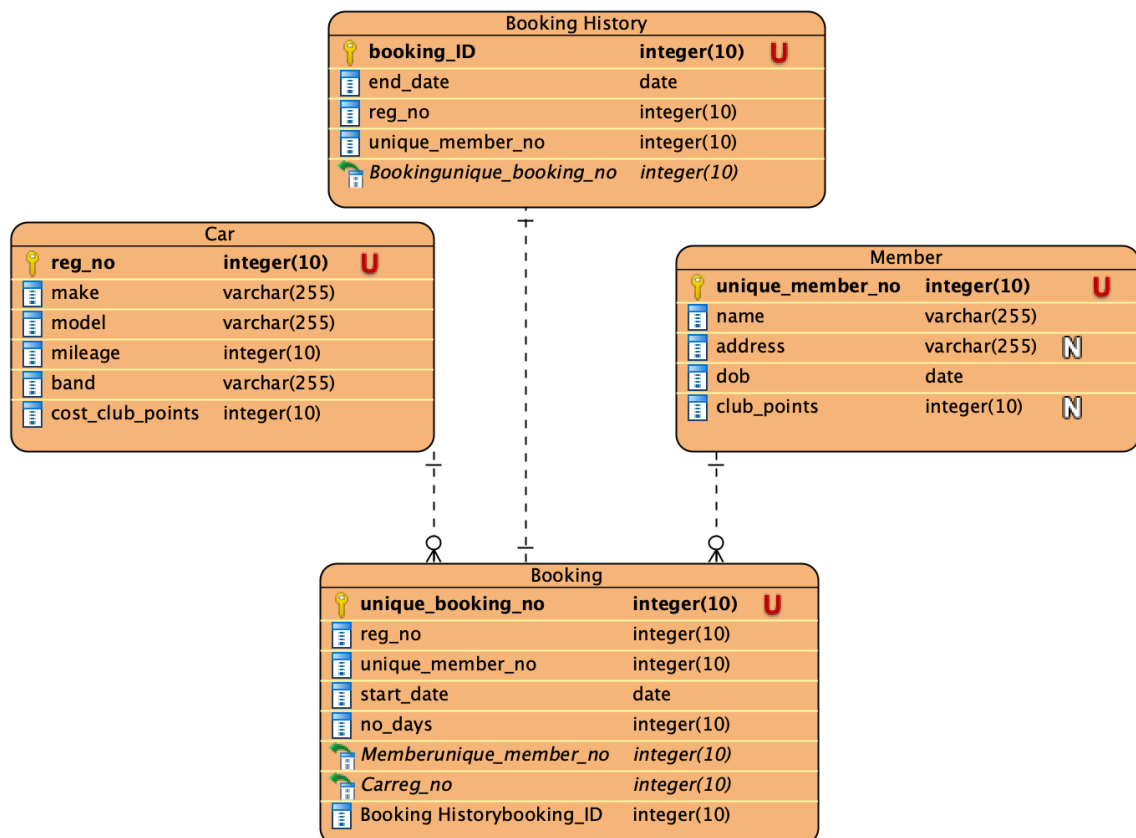 Booking History
booking_ID integer(10) U
end_date date
reg_no integer(10)
unique_member_no integer(10)
Bookingunique_booking_no integer(10)
Car
reg_no integer(10) U
make varchar(255)
model varchar(255)
mileage integer(10)
band varchar(255)
cost_club_points integer(10)
Member
unique_member_no integer(10) U
name varchar(255)
address varchar(255) N
dob date
club_points integer(10) N
Booking
unique_booking_no integer(10) U
reg_no integer(10)
unique_member_no integer(10)
start_date date
no_days integer(10)
Memberunique_member_no integer(10)
Carreg_no integer(10)
Booking Historybooking_ID integer(10)